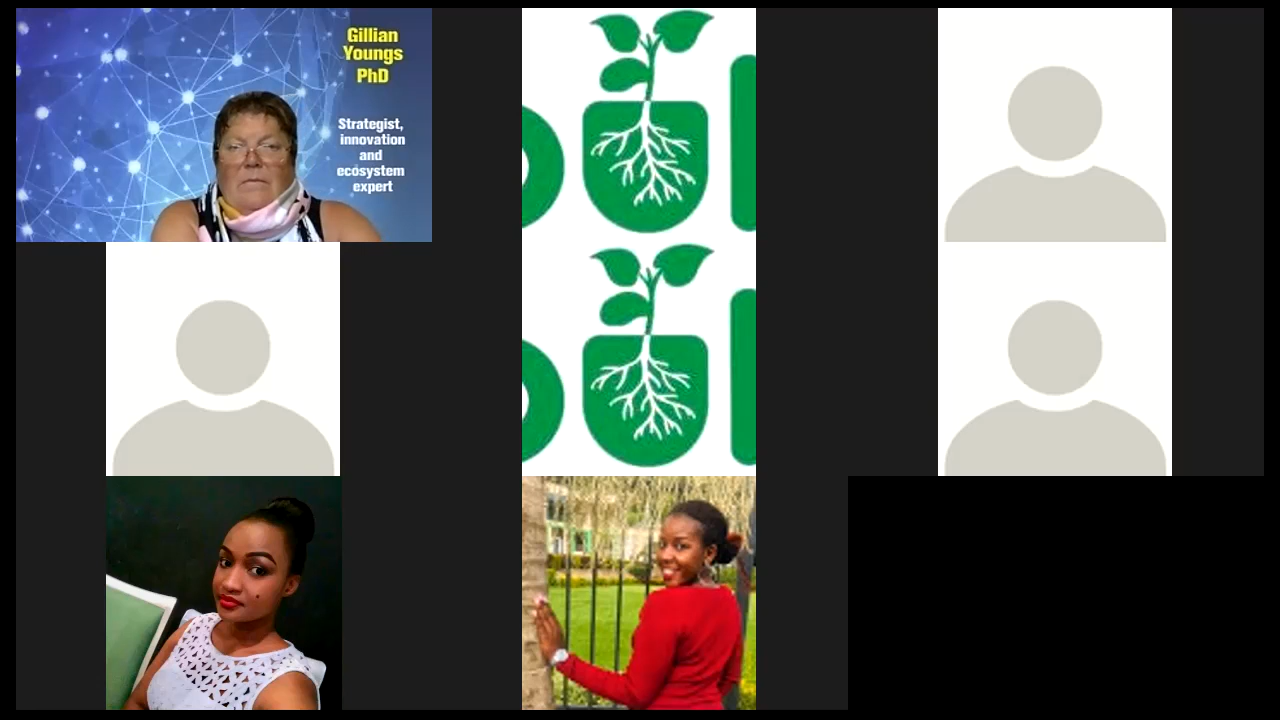 Gillian
Youngs
PhD
Strategist,
innovation
and
ecosystem
expert